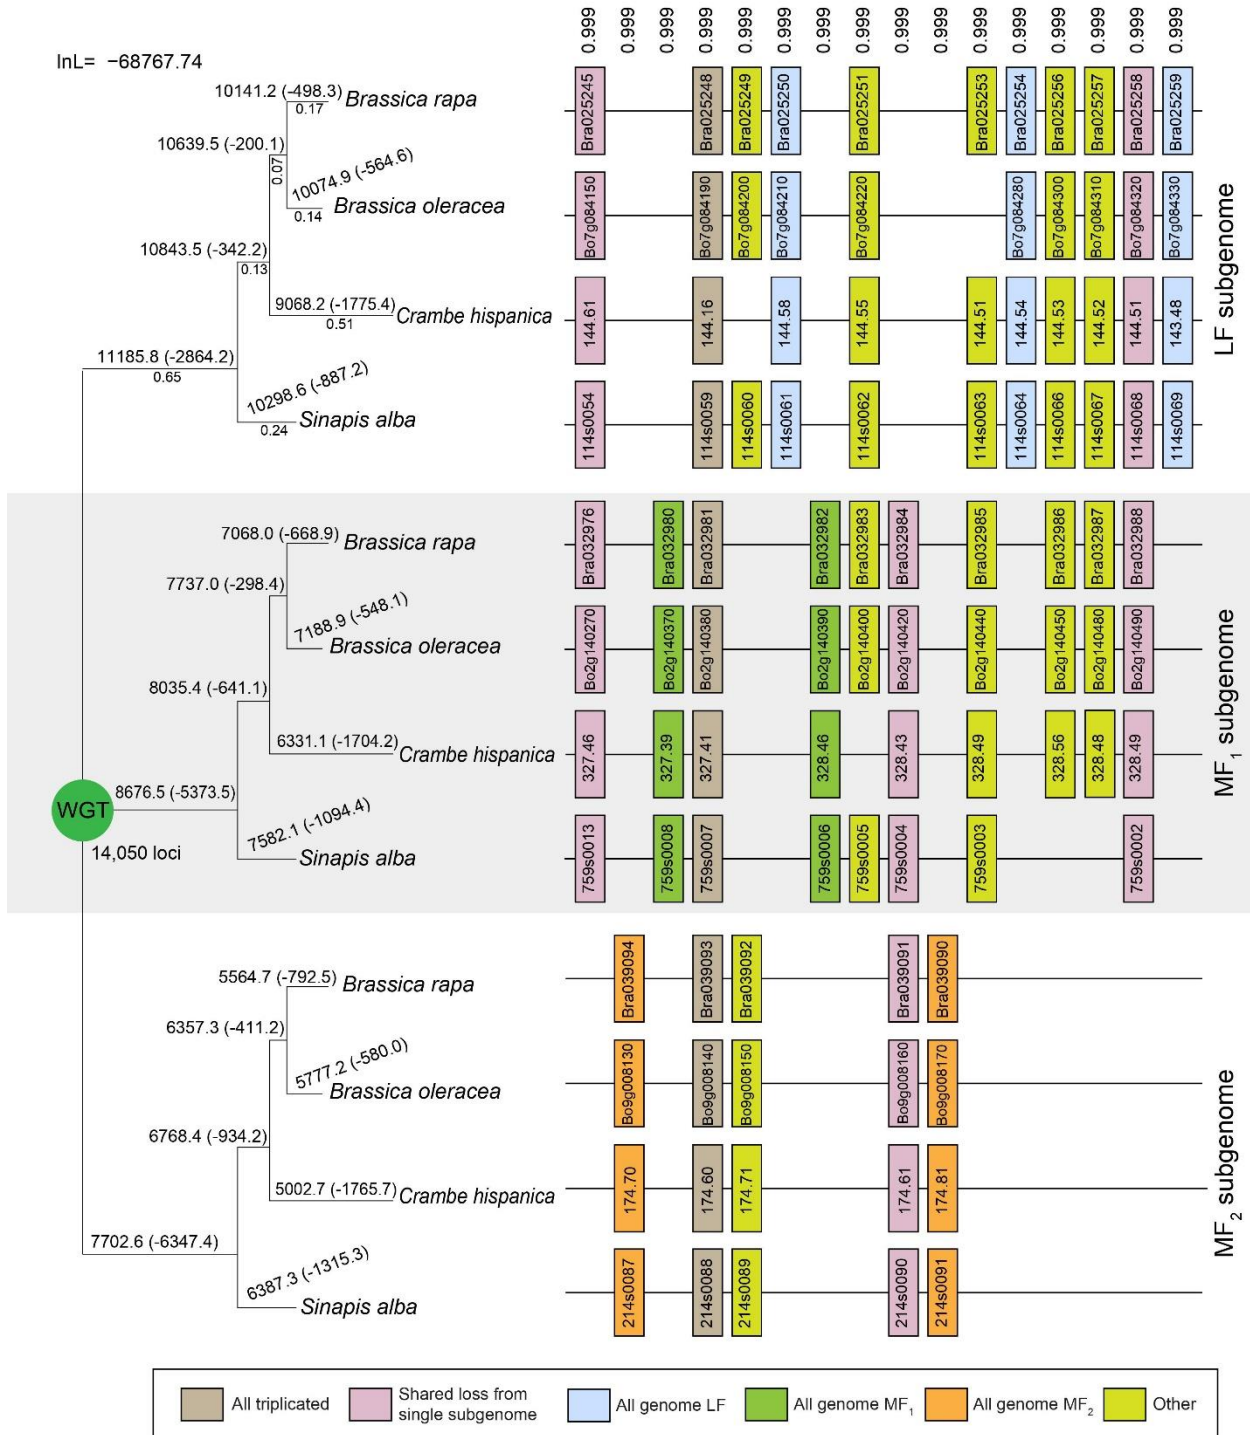 0.999 0.999 0.999 0.999 0.999 0.999 0.999 0.999 0.999 0.999 0.999 0.999 0.999 0.999 0.999 0.999
lnL= −68767.74
10141.2 (-498.3)
0.17
Brassica rapa
10639.5 (-200.1)
0.07
10074.9 (-564.6)
0.14
Brassica oleracea
10843.5 (-342.2)
0.13
9068.2 (-1775.4)
0.51
Crambe hispanica
11185.8 (-2864.2)
0.65
10298.6 (-887.2)
0.24
Sinapis alba
Bra025245 Bra025248 Bra025249 Bra025250 Bra025251 Bra025253 Bra025254 Bra025256 Bra025257 Bra025258 Bra025259
Bo7g084150 Bo7g084190 Bo7g084200 Bo7g084210 Bo7g084220 Bo7g084280 Bo7g084300 Bo7g084310 Bo7g084320 Bo7g084330
144.61 144.16 144.58 144.55 144.51 144.54 144.53 144.52 144.51 143.48
114s0054 114s0059 114s0060 114s0061 114s0062 114s0063 114s0064 114s0066 114s0067 114s0068 114s0069
LF subgenome
7068.0 (-668.9)
Brassica rapa
7737.0 (-298.4)
7188.9 (-548.1)
Brassica oleracea
8035.4 (-641.1)
6331.1 (-1704.2)
Crambe hispanica
WGT
8676.5 (-5373.5)
14,050 loci
7582.1 (-1094.4)
Sinapis alba
Bra032976 Bra032980 Bra032981 Bra032982 Bra032983 Bra032984 Bra032985 Bra032986 Bra032987 Bra032988
Bo2g140270 Bo2g140370 Bo2g140380 Bo2g140390 Bo2g140400 Bo2g140420 Bo2g140440 Bo2g140450 Bo2g140480 Bo2g140490
327.46 327.39 327.41 328.46 328.43 328.49 328.56 328.48 328.49
759s0013 759s0008 759s0007 759s0006 759s0005 759s0004 759s0003 759s0002
MF1 subgenome
5564.7 (-792.5)
Brassica rapa
6357.3 (-411.2)
5777.2 (-580.0)
Brassica oleracea
6768.4 (-934.2)
5002.7 (-1765.7)
Crambe hispanica
7702.6 (-6347.4)
6387.3 (-1315.3)
Sinapis alba
Bra039094 Bra039093 Bra039092 Bra039091 Bra039090
Bo9g008130 Bo9g008140 Bo9g008150 Bo9g008160 Bo9g008170
174.70 174.60 174.71 174.61 174.81
214s0087 214s0088 214s0089 214s0090 214s0091
MF2 subgenome
All triplicated
Shared loss from
single subgenome
All genome LF
All genome MF1
All genome MF2
Other